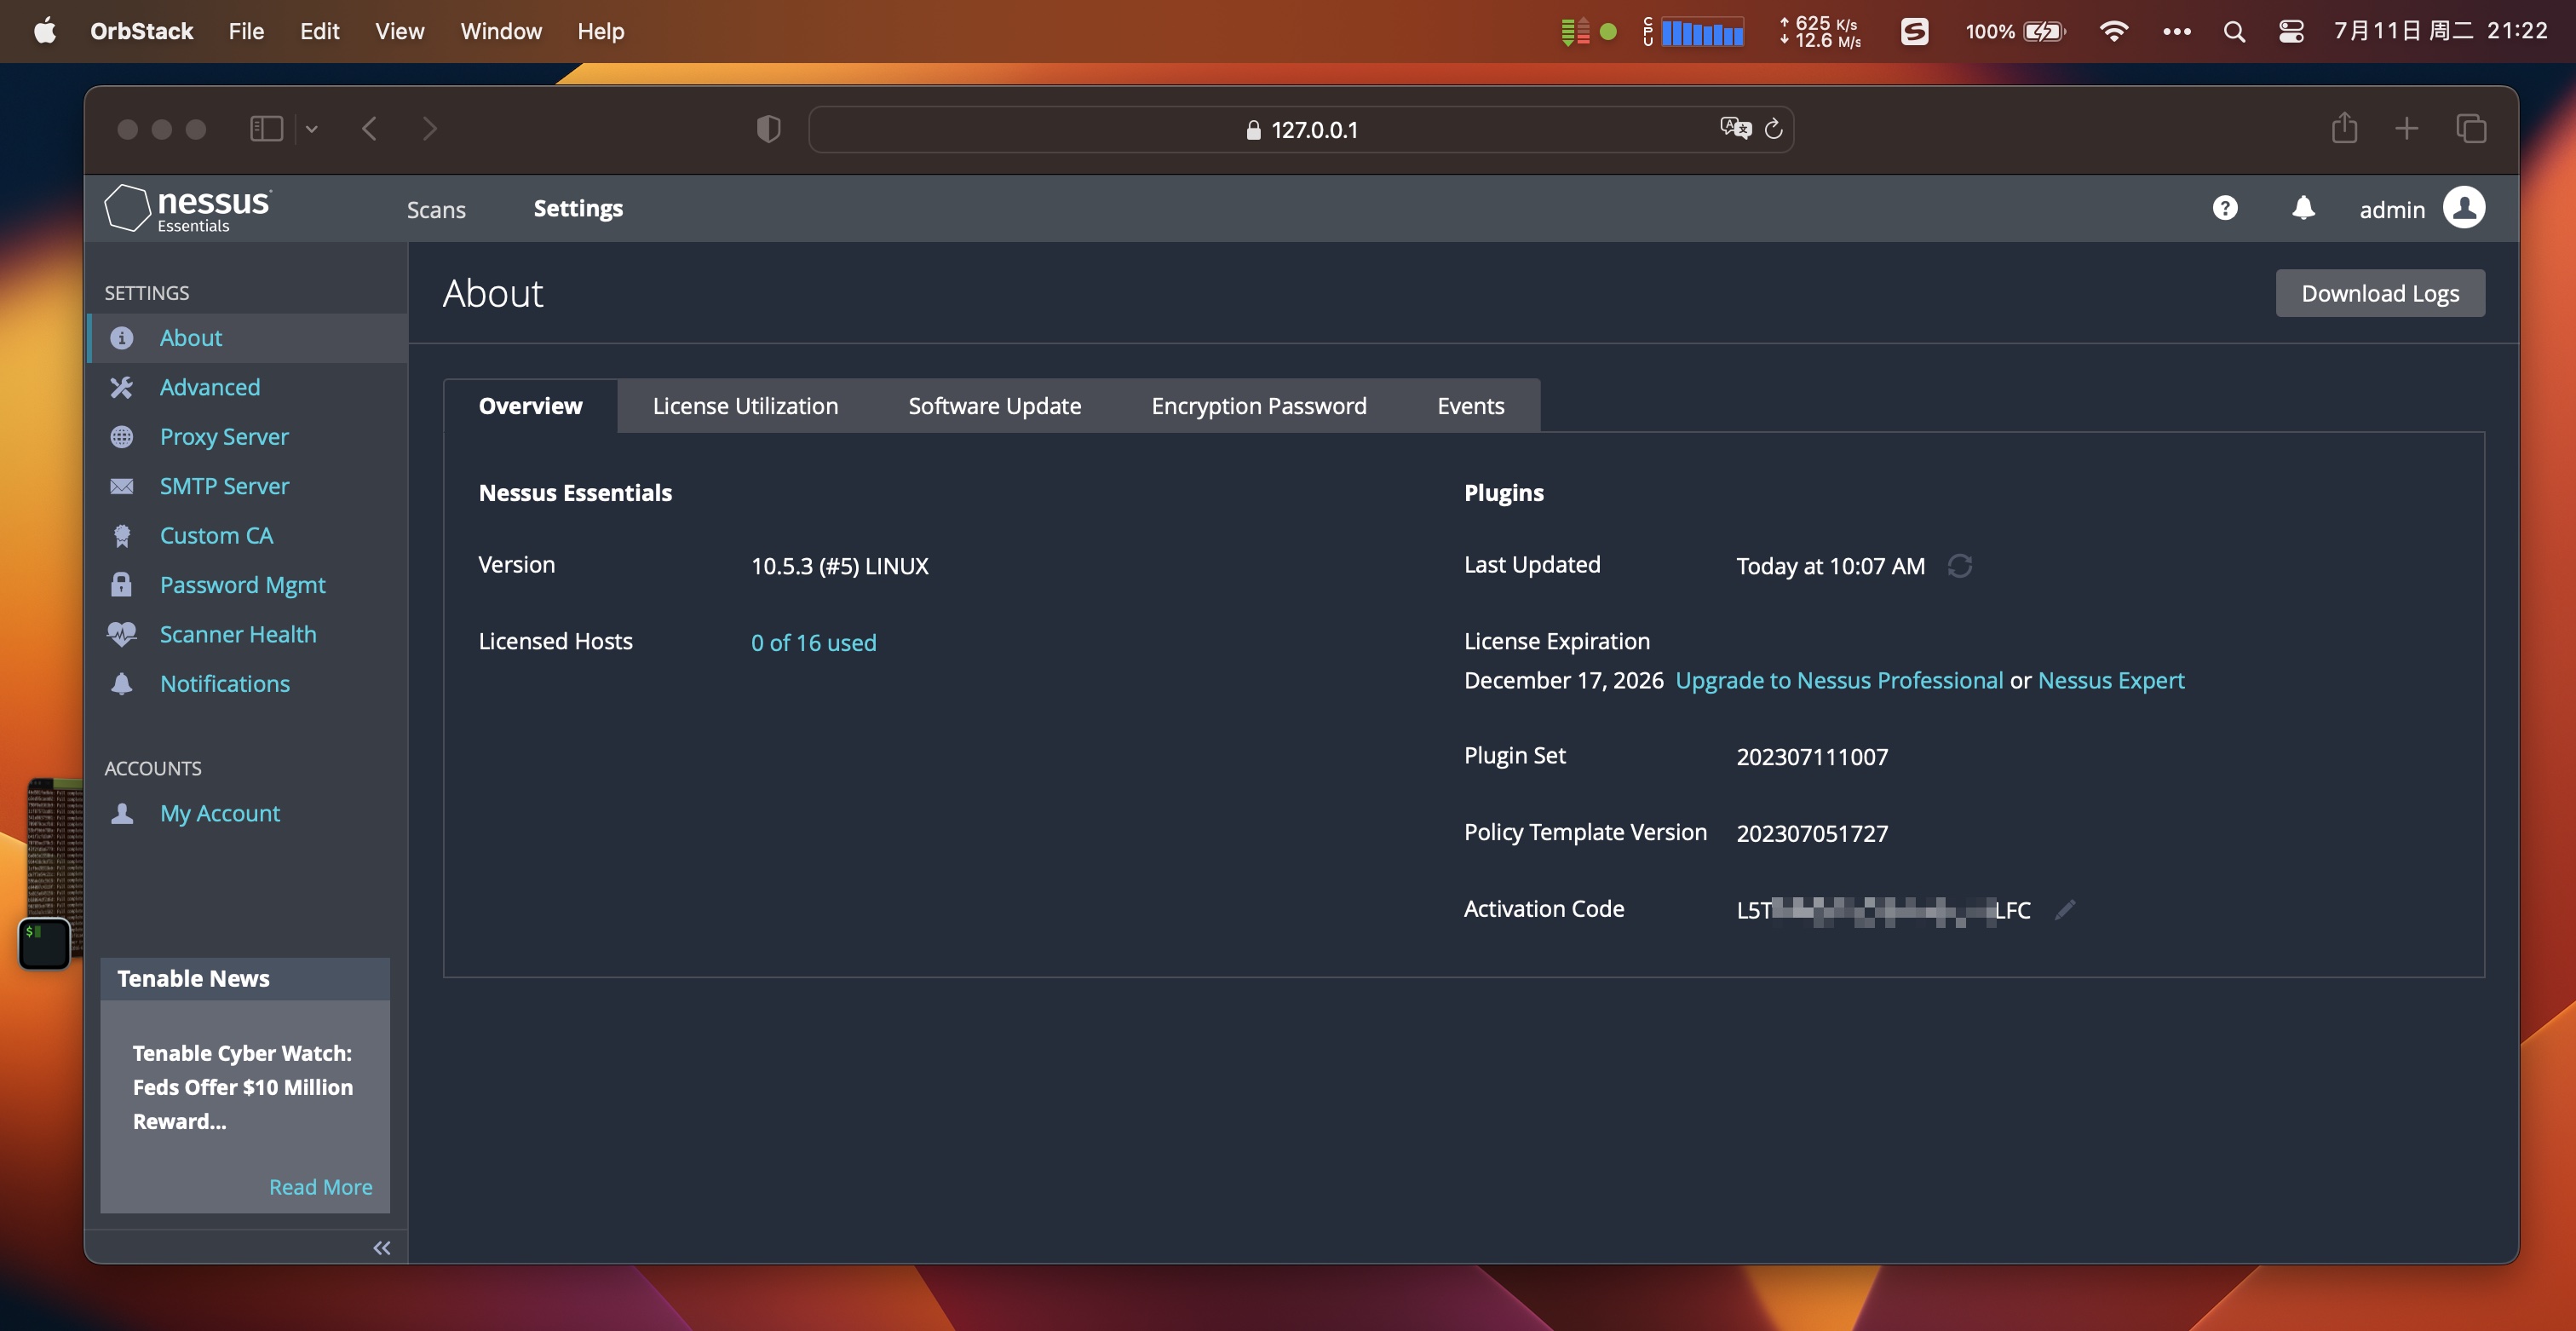 OrbStack File Edit View Window Help
CPU
625 K/s
12.6 M/s
100%
7月11日 周二 21:22
127.0.0.1
nessus
Essentials
Scans
Settings
admin
SETTINGS
About
Advanced
Proxy Server
SMTP Server
Custom CA
Password Mgmt
Scanner Health
Notifications
ACCOUNTS
My Account
Tenable News
Tenable Cyber Watch:
Feds Offer $10 Million
Reward...
Read More
About
Download Logs
Overview
License Utilization
Software Update
Encryption Password
Events
Nessus Essentials
Version 10.5.3 (#5) LINUX
Licensed Hosts 0 of 16 used
Plugins
Last Updated Today at 10:07 AM
License Expiration
December 17, 2026 Upgrade to Nessus Professional or Nessus Expert
Plugin Set 202307111007
Policy Template Version 202307051727
Activation Code L5T LFC